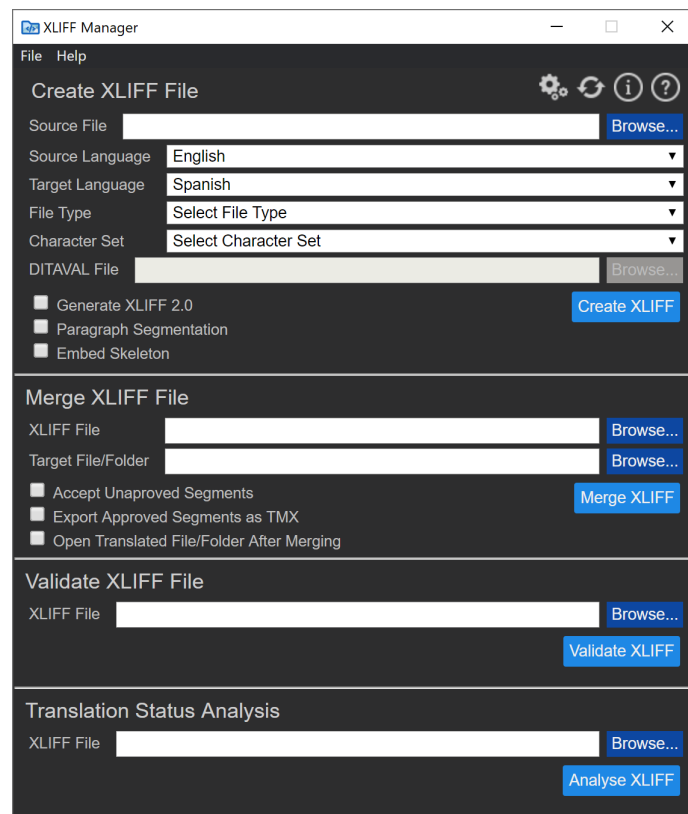 XLIFF Manager
File Help
Create XLIFF File
Source File Browse...
Source Language English
Target Language Spanish
File Type Select File Type
Character Set Select Character Set
DITAVAL File Browse...
Generate XLIFF 2.0 Create XLIFF
Paragraph Segmentation
Embed Skeleton
Merge XLIFF File
XLIFF File Browse...
Target File/Folder Browse...
Accept Unaproved Segments Merge XLIFF
Export Approved Segments as TMX
Open Translated File/Folder After Merging
Validate XLIFF File
XLIFF File Browse...
Validate XLIFF
Translation Status Analysis
XLIFF File Browse...
Analyse XLIFF